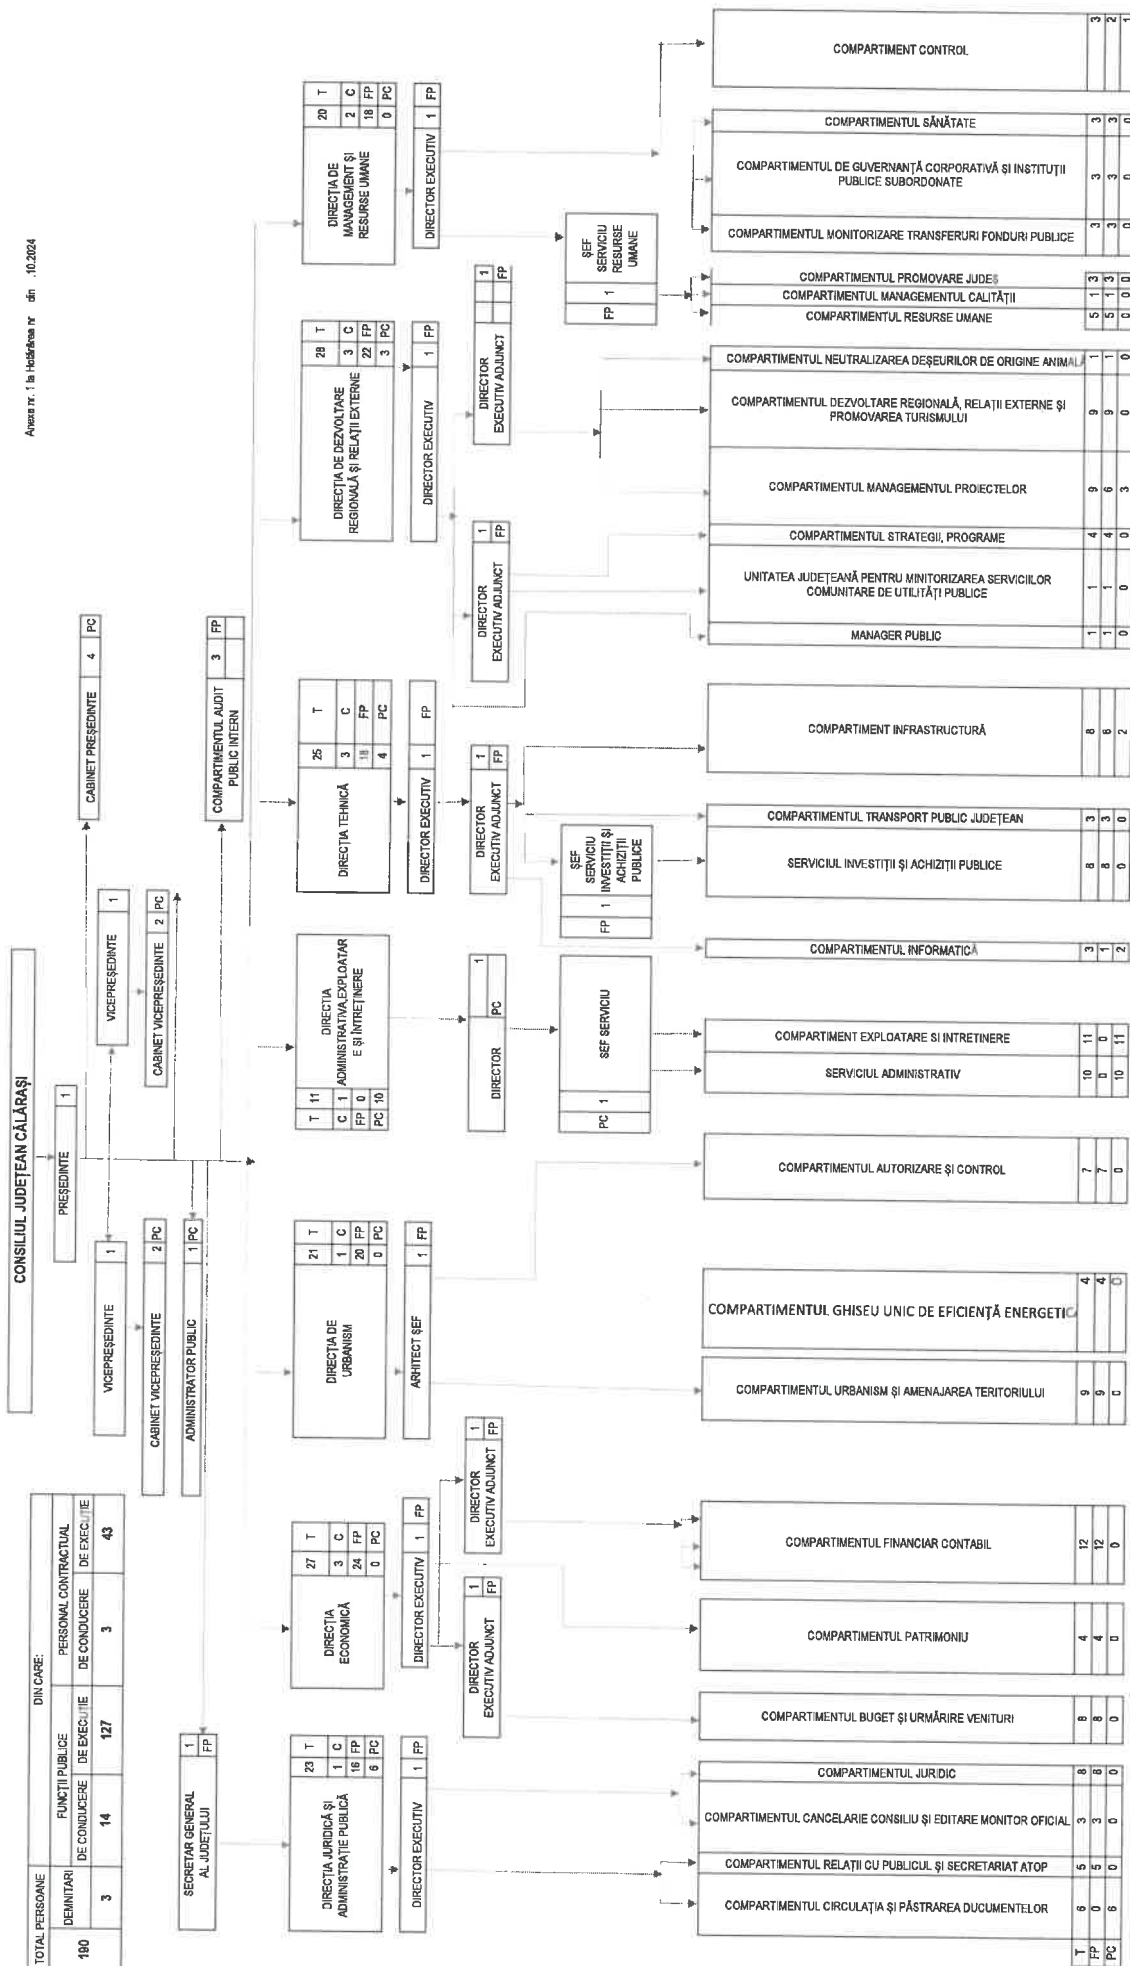 Anexa nr. 1 la Hotărârea nr din .10.2024
CONSILIUL JUDEȚEAN CĂLĂRAȘI
TOTAL PERSOANE
DIN CARE:
DEMNITARI
FUNCȚII PUBLICE
PERSONAL CONTRACTUAL
DE CONDUCERE
DE EXECUȚIE
DE CONDUCERE
DE EXECUȚIE
190
3
14
127
3
43
PREȘEDINTE 1
VICEPREȘEDINTE 1
VICEPREȘEDINTE 1
CABINET PREȘEDINTE 4 PC
CABINET VICEPREȘEDINTE 2 PC
CABINET VICEPREȘEDINTE 2 PC
ADMINISTRATOR PUBLIC 1 PC
SECRETAR GENERAL
AL JUDEȚULUI
1
FP
COMPARTIMENTUL AUDIT
PUBLIC INTERN
3 FP
DIRECȚIA JURIDICĂ ȘI
ADMINISTRAȚIE PUBLICĂ
23 T
1 C
16 FP
6 PC
DIRECȚIA
ECONOMICĂ
27 T
3 C
24 FP
0 PC
DIRECȚIA DE
URBANISM
21 T
1 C
20 FP
0 PC
DIRECȚIA
ADMINISTRATIVA,EXPLOATAR
E ȘI ÎNTREȚINERE
T 11
C 1
FP 0
PC 10
DIRECȚIA TEHNICĂ
25 T
3 C
18 FP
4 PC
DIRECȚIA DE DEZVOLTARE
REGIONALĂ ȘI RELAȚII EXTERNE
28 T
3 C
22 FP
3 PC
DIRECȚIA DE
MANAGEMENT ȘI
RESURSE UMANE
20 T
2 C
18 FP
0 PC
DIRECTOR EXECUTIV 1 FP
DIRECTOR EXECUTIV 1 FP
ARHITECT ȘEF 1 FP
DIRECTOR
1
PC
DIRECTOR EXECUTIV 1 FP
DIRECTOR EXECUTIV 1 FP
DIRECTOR EXECUTIV 1 FP
DIRECTOR
EXECUTIV ADJUNCT
1
FP
DIRECTOR
EXECUTIV ADJUNCT
1
FP
DIRECTOR
EXECUTIV ADJUNCT
1
FP
DIRECTOR
EXECUTIV ADJUNCT
1
FP
DIRECTOR
EXECUTIV ADJUNCT
1
FP
SEF SERVICIU
PC 1
ȘEF
SERVICIU
INVESTIȚII ȘI
ACHIZIȚII
PUBLICE
FP 1
ȘEF
SERVICIU
RESURSE
UMANE
FP 1
T
FP
PC
COMPARTIMENTUL CIRCULAȚIA ȘI PĂSTRAREA DUCUMENTELOR 6 0 6
COMPARTIMENTUL RELAȚII CU PUBLICUL ȘI SECRETARIAT ATOP 5 5 0
COMPARTIMENTUL CANCELARIE CONSILIU ȘI EDITARE MONITOR OFICIAL 3 3 0
COMPARTIMENTUL JURIDIC 8 8 0
COMPARTIMENTUL BUGET ȘI URMĂRIRE VENITURI 8 8 0
COMPARTIMENTUL PATRIMONIU 4 4 0
COMPARTIMENTUL FINANCIAR CONTABIL 12 12 0
COMPARTIMENTUL URBANISM ȘI AMENAJAREA TERITORIULUI 9 9 0
COMPARTIMENTUL GHISEU UNIC DE EFICIENȚĂ ENERGETICĂ 4 4 0
COMPARTIMENTUL AUTORIZARE ȘI CONTROL 7 7 0
SERVICIUL ADMINISTRATIV 10 0 10
COMPARTIMENT EXPLOATARE SI INTRETINERE 11 0 11
COMPARTIMENTUL INFORMATICĂ 3 1 2
SERVICIUL INVESTIȚII ȘI ACHIZIȚII PUBLICE 8 8 0
COMPARTIMENTUL TRANSPORT PUBLIC JUDEȚEAN 3 3 0
COMPARTIMENT INFRASTRUCTURĂ 8 6 2
MANAGER PUBLIC 1 1 0
UNITATEA JUDEȚEANĂ PENTRU MINITORIZAREA SERVICIILOR
COMUNITARE DE UTILITĂȚI PUBLICE 1 1 0
COMPARTIMENTUL STRATEGII, PROGRAME 4 4 0
COMPARTIMENTUL MANAGEMENTUL PROIECTELOR 9 6 3
COMPARTIMENTUL DEZVOLTARE REGIONALĂ, RELAȚII EXTERNE ȘI
PROMOVAREA TURISMULUI 9 9 0
COMPARTIMENTUL NEUTRALIZAREA DEȘEURILOR DE ORIGINE ANIMALĂ 1 1 0
COMPARTIMENTUL RESURSE UMANE 5 5 0
COMPARTIMENTUL MANAGEMENTUL CALITĂȚII 1 1 0
COMPARTIMENTUL PROMOVARE JUDEȘ 3 3 0
COMPARTIMENTUL MONITORIZARE TRANSFERURI FONDURI PUBLICE 3 3 0
COMPARTIMENTUL DE GUVERNANȚĂ CORPORATIVĂ ȘI INSTITUȚII
PUBLICE SUBORDONATE 3 3 0
COMPARTIMENTUL SĂNĂTATE 3 3 0
COMPARTIMENT CONTROL 3 2 1